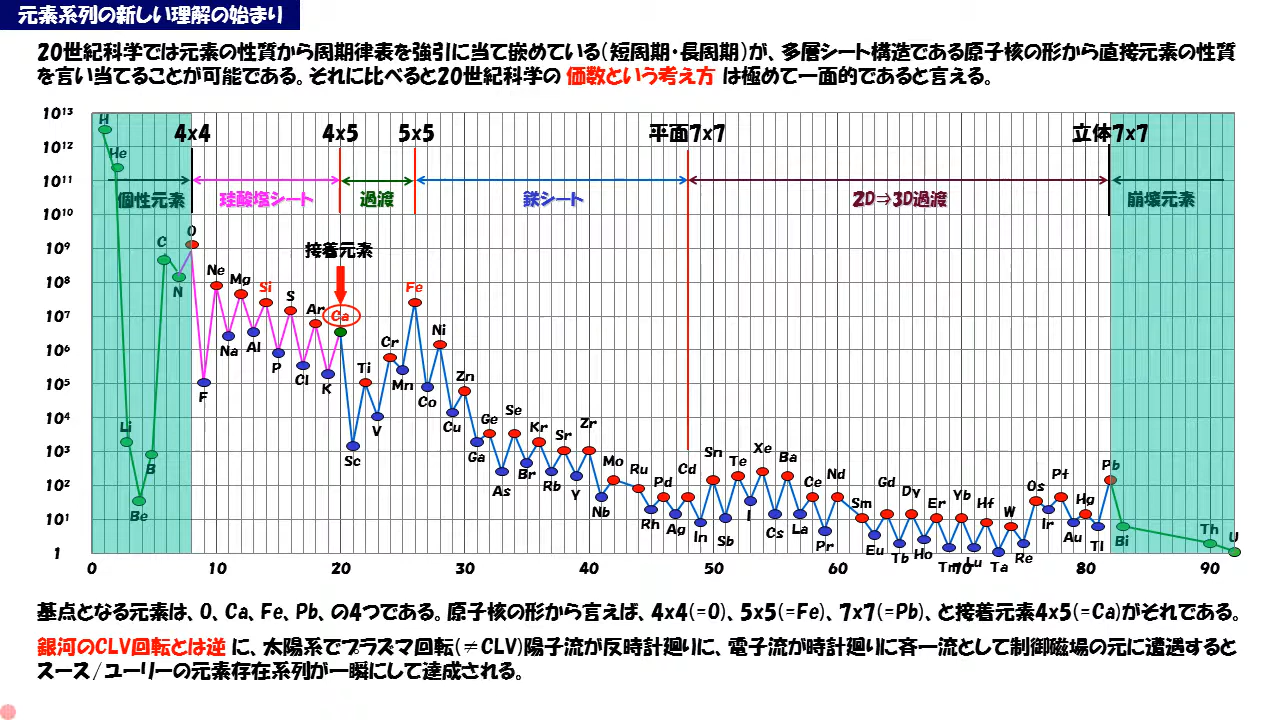 元素系列の新しい理解の始まり
20世紀科学では元素の性質から周期律表を強引に当て嵌めている(短周期・長周期)が、多層シート構造である原子核の形から直接元素の性質
を言い当てることが可能である。それに比べると20世紀科学の 価数という考え方 は極めて一面的であると言える。
10¹³
10¹²
10¹¹
10¹⁰
10⁹
10⁸
10⁷
10⁶
10⁵
10⁴
10³
10²
10¹
1
4x4 4x5 5x5 平面7x7 立体7x7
個性元素 珪酸塩シート 過渡 鉄シート 2D⇒3D過渡 崩壊元素
接着元素
H He Li Be B C N O F Ne Na Mg Al Si P S Cl Ar K Ca Sc Ti V Cr Mn Fe Co Ni Cu Zn Ga Ge As Se Br Kr Rb Sr Y Zr Nb Mo Ru Rh Pd Ag Cd In Sn Sb Te I Xe Cs Ba La Ce Pr Nd Sm Eu Gd Tb Dy Ho Er Tm Yb Lu Hf Ta W Re Os Ir Pt Au Hg Tl Pb Bi Th U
0 10 20 30 40 50 60 70 80 90
基点となる元素は、O、Ca、Fe、Pb、の4つである。原子核の形から言えば、4x4(=O)、5x5(=Fe)、7x7(=Pb)、と接着元素4x5(=Ca)がそれである。
銀河のCLV回転とは逆 に、太陽系でプラズマ回転(≠CLV)陽子流が反時計廻りに、電子流が時計廻りに斉一流として制御磁場の元に遭遇すると
スース/ユーリーの元素存在系列が一瞬にして達成される。